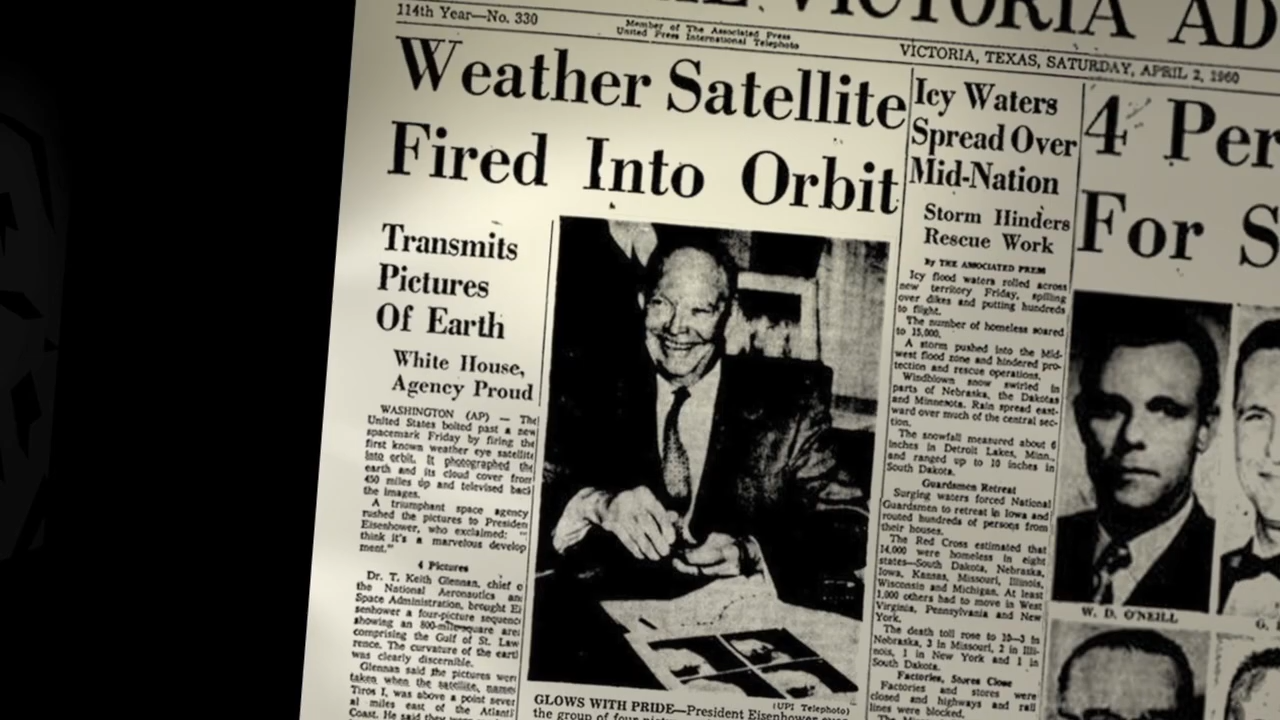 VICTORIA AD
114th Year—No. 330
Member of The Associated Press
United Press International Telephoto
VICTORIA, TEXAS, SATURDAY, APRIL 2, 1960
Weather Satellite
Fired Into Orbit
Transmits
Pictures
Of Earth
White House,
Agency Proud
WASHINGTON (AP) — The
United States bolted past a new
spacemark Friday by firing the
first known weather eye satellite
into orbit. It photographed the
earth and its cloud cover from
450 miles up and televised back
the images.
A triumphant space agency
rushed the pictures to Presiden
Eisenhower, who exclaimed: "
think it's a marvelous develop
ment."
4 Pictures
Dr. T. Keith Glennan, chief o
the National Aeronautics an
Space Administration, brought Ei
senhower a four-picture sequence
showing an 800-mile-square area
comprising the Gulf of St. Law
rence. The curvature of the eart
was clearly discernible.
Glennan said the pictures wer
taken when the satellite, named
Tiros I, was above a point sever
al miles east of the Atlanti
Coast. He said they were
(UPI Telephoto)
GLOWS WITH PRIDE—President Eisenhower
the group of four
Icy Waters
Spread Over
Mid-Nation
Storm Hinders
Rescue Work
By THE ASSOCIATED PRESS
Icy flood waters rolled across
new territory Friday, spilling
over dikes and putting hundreds
to flight.
The number of homeless soared
to 15,000.
A storm pushed into the Mid-
west flood zone and hindered pro-
tection and rescue operations.
Windblown snow swirled in
parts of Nebraska, the Dakotas
and Minnesota. Rain spread east-
ward over much of the central sec-
tion.
The snowfall measured about 6
inches in Detroit Lakes, Minn.,
and ranged up to 10 inches in
South Dakota.
Guardsmen Retreat
Surging waters forced National
Guardsmen to retreat in Iowa and
routed hundreds of persons from
their houses.
The Red Cross estimated that
14,000 were homeless in eight
states—South Dakota, Nebraska,
Iowa, Kansas, Missouri, Illinois,
Wisconsin and Michigan. At least
1,000 others had to move in West
Virginia, Pennsylvania and New
York.
The death toll rose to 10—3 in
Nebraska, 3 in Missouri, 2 in Illi-
nois, 1 in New York and 1 in
South Dakota.
Factories, Stores Close
Factories and stores were
closed and highways and rail
lines were blocked.
4 Per
For S
W. D. O'NEILL
G.